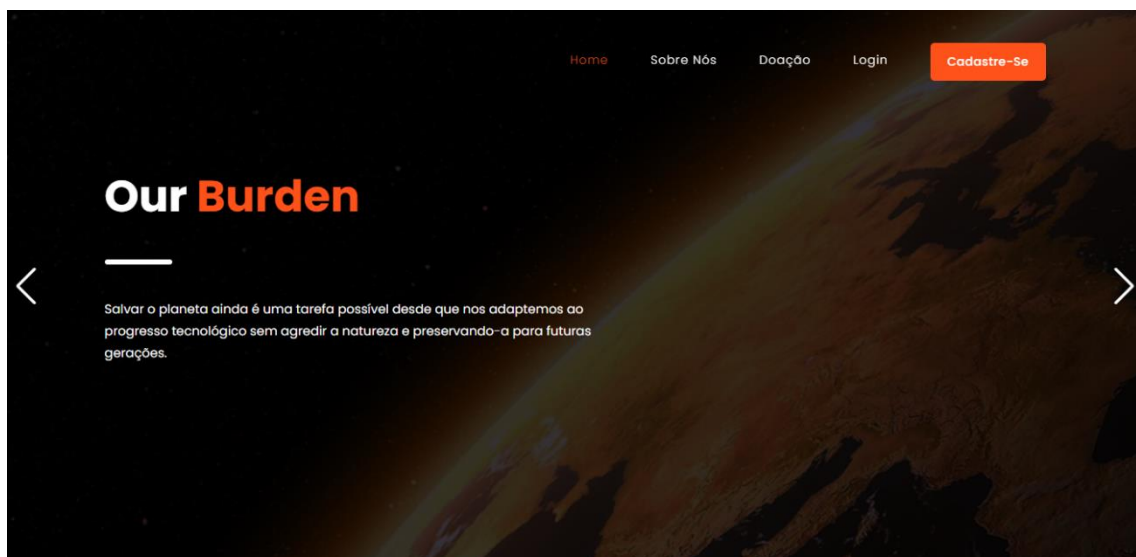 Home Sobre Nós Doação Login Cadastre-Se
Our Burden
Salvar o planeta ainda é uma tarefa possível desde que nos adaptemos ao
progresso tecnológico sem agredir a natureza e preservando-a para futuras
gerações.